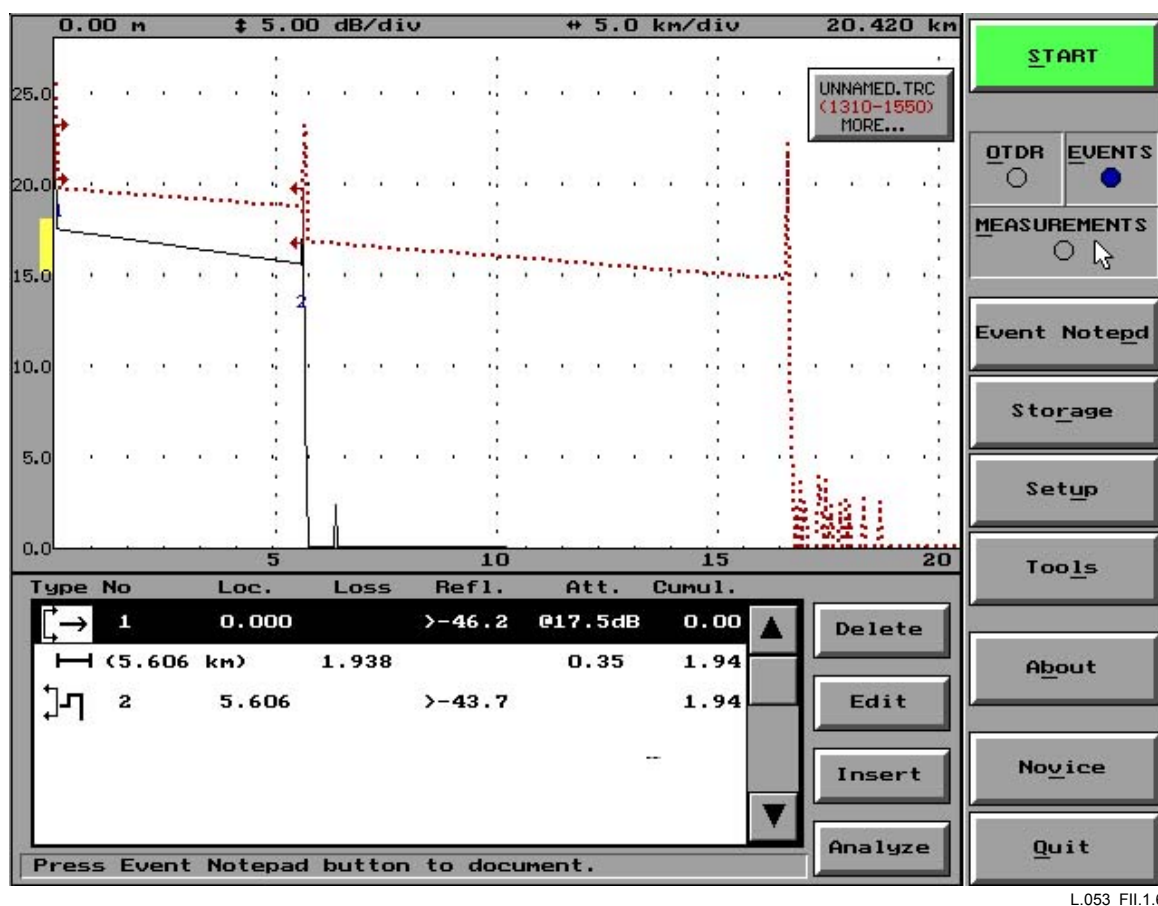 0.00 m ↕ 5.00 dB/div ↔ 5.0 km/div 20.420 km
25.0
20.0
15.0
10.0
5.0
0.0
UNNAMED.TRC
(1310-1550)
MORE...
1
2
5 10 15 20
Type No Loc. Loss Refl. Att. Cumul.
1 0.000 >-46.2 @17.5dB 0.00
(5.606 km) 1.938 0.35 1.94
2 5.606 >-43.7 1.94
--
Delete
Edit
Insert
Analyze
Press Event Notepad button to document.
START
OTDR EVENTS
MEASUREMENTS
Event Notepd
Storage
Setup
Tools
About
Novice
Quit